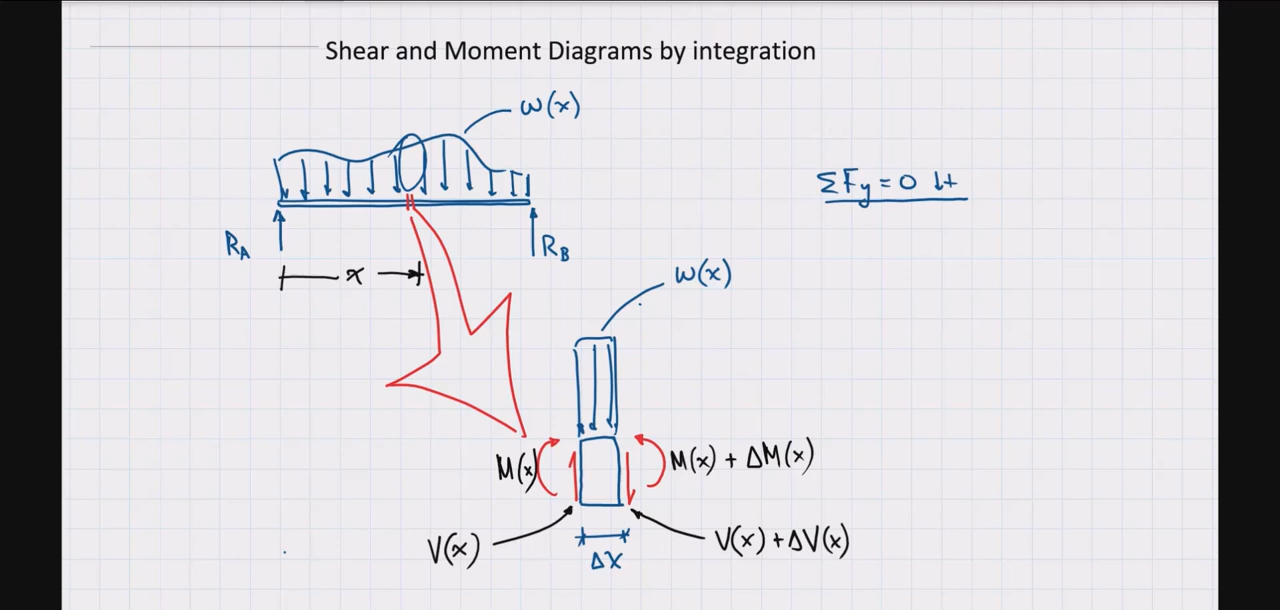 Shear and Moment Diagrams by integration
w(x)
ΣFy = 0 ↓+
RA
RB
x
w(x)
M(x)
M(x) + ΔM(x)
V(x)
V(x) + ΔV(x)
Δx